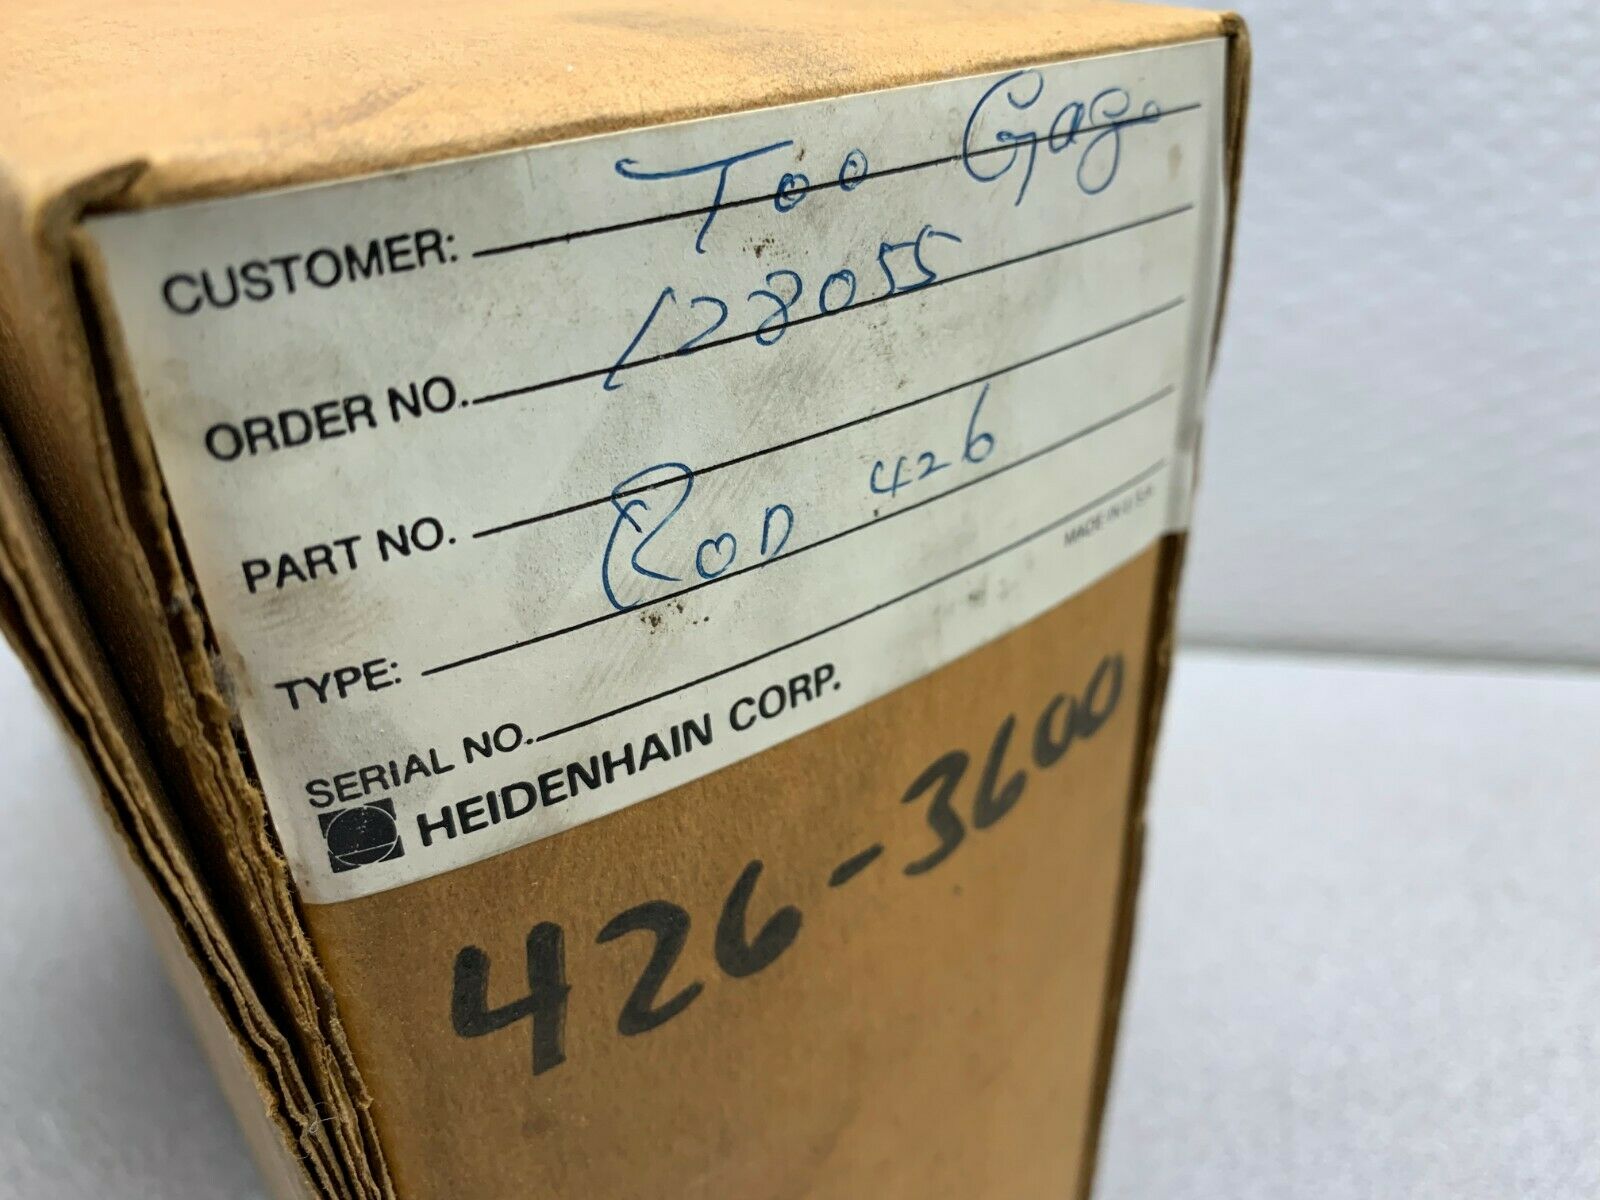 CUSTOMER: Too Gage
ORDER NO. 128055
PART NO. ROD 426
TYPE:
SERIAL NO. MADE IN U.S.A.
HEIDENHAIN CORP.
426-3600